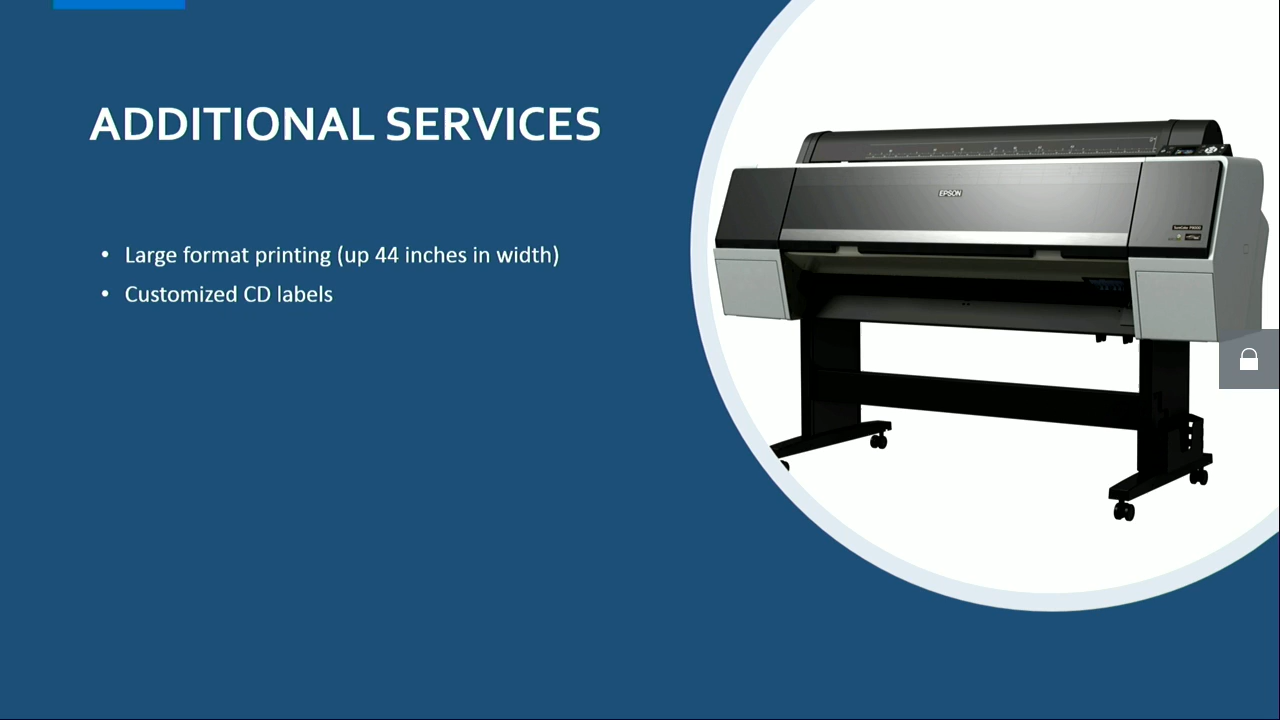 ADDITIONAL SERVICES
• Large format printing (up 44 inches in width)
• Customized CD labels
EPSON